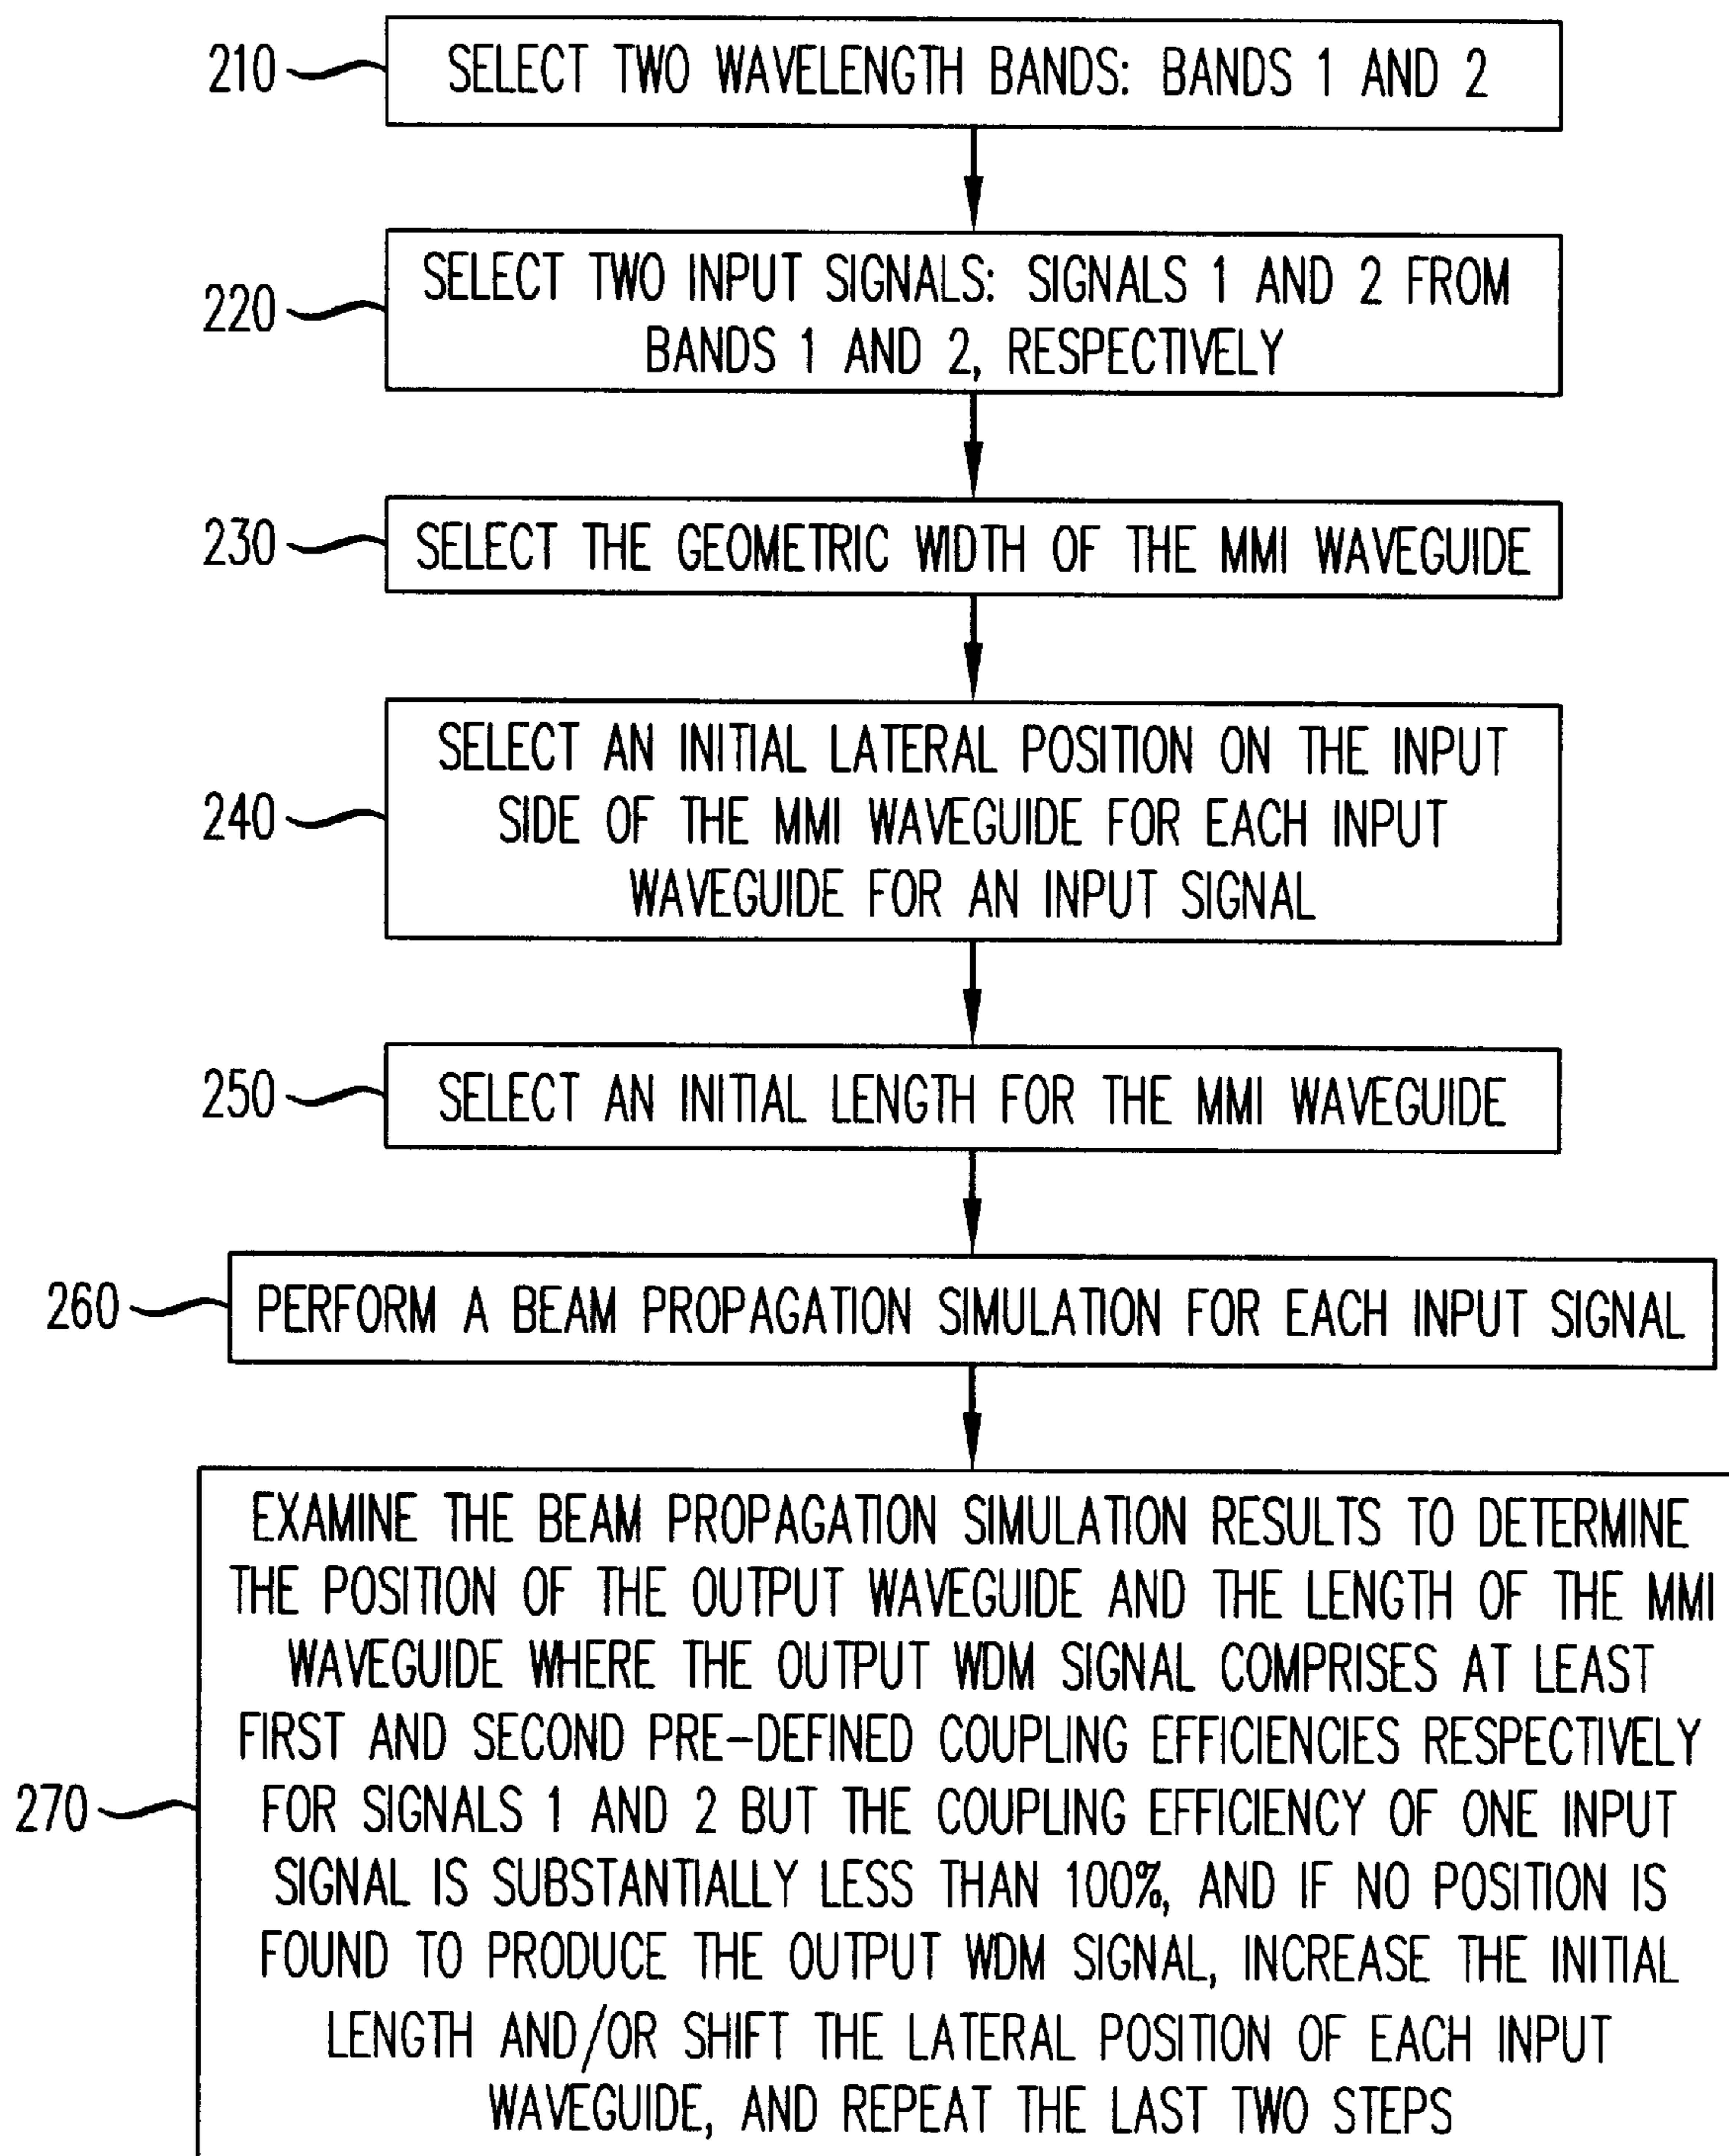 210
SELECT TWO WAVELENGTH BANDS: BANDS 1 AND 2
220
SELECT TWO INPUT SIGNALS: SIGNALS 1 AND 2 FROM
BANDS 1 AND 2, RESPECTIVELY
230
SELECT THE GEOMETRIC WIDTH OF THE MMI WAVEGUIDE
240
SELECT AN INITIAL LATERAL POSITION ON THE INPUT
SIDE OF THE MMI WAVEGUIDE FOR EACH INPUT
WAVEGUIDE FOR AN INPUT SIGNAL
250
SELECT AN INITIAL LENGTH FOR THE MMI WAVEGUIDE
260
PERFORM A BEAM PROPAGATION SIMULATION FOR EACH INPUT SIGNAL
270
EXAMINE THE BEAM PROPAGATION SIMULATION RESULTS TO DETERMINE
THE POSITION OF THE OUTPUT WAVEGUIDE AND THE LENGTH OF THE MMI
WAVEGUIDE WHERE THE OUTPUT WDM SIGNAL COMPRISES AT LEAST
FIRST AND SECOND PRE-DEFINED COUPLING EFFICIENCIES RESPECTIVELY
FOR SIGNALS 1 AND 2 BUT THE COUPLING EFFICIENCY OF ONE INPUT
SIGNAL IS SUBSTANTIALLY LESS THAN 100%, AND IF NO POSITION IS
FOUND TO PRODUCE THE OUTPUT WDM SIGNAL, INCREASE THE INITIAL
LENGTH AND/OR SHIFT THE LATERAL POSITION OF EACH INPUT
WAVEGUIDE, AND REPEAT THE LAST TWO STEPS